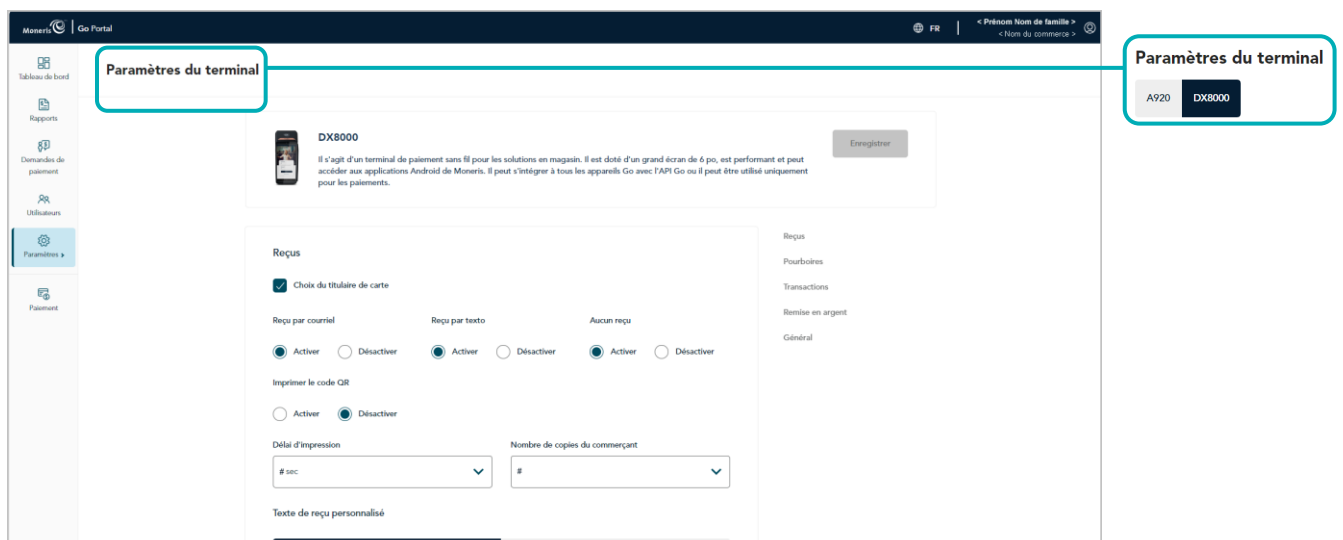 Moneris | Go Portal
FR
< Prénom Nom de famille >
< Nom du commerce >
Tableau de bord
Rapports
Demandes de
paiement
Utilisateurs
Paramètres
Paiement
Paramètres du terminal
Paramètres du terminal
A920 DX8000
DX8000
Il s'agit d'un terminal de paiement sans fil pour les solutions en magasin. Il est doté d'un grand écran de 6 po, est performant et peut
accéder aux applications Android de Moneris. Il peut s'intégrer à tous les appareils Go avec l'API Go ou il peut être utilisé uniquement
pour les paiements.
Enregistrer
Reçus
Choix du titulaire de carte
Reçu par courriel Reçu par texto Aucun reçu
Activer Désactiver Activer Désactiver Activer Désactiver
Imprimer le code QR
Activer Désactiver
Délai d'impression Nombre de copies du commerçant
# sec #
Texte de reçu personnalisé
Reçus
Pourboires
Transactions
Remise en argent
Général